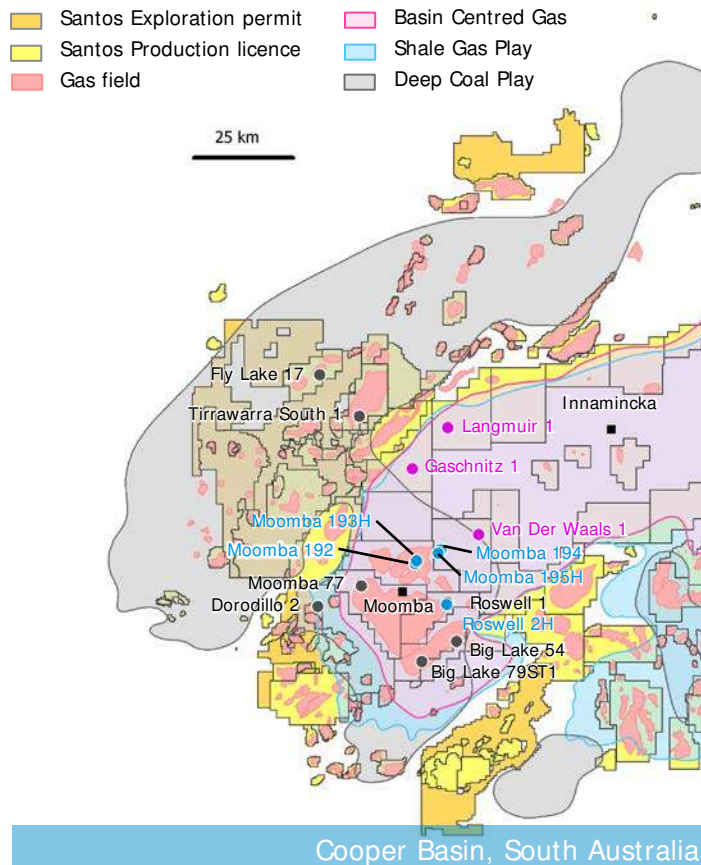 Santos Exploration permit
Santos Production licence
Gas field
Basin Centred Gas
Shale Gas Play
Deep Coal Play
25 km
Fly Lake 17
Tirrawarra South 1
Innamincka
Langmuir 1
Gaschnitz 1
Moomba 193H
Van Der Waals 1
Moomba 192
Moomba 194
Moomba 195H
Moomba 77
Dorodillo 2
Moomba
Roswell 1
Roswell 2H
Big Lake 54
Big Lake 79ST1
Cooper Basin, South Australia